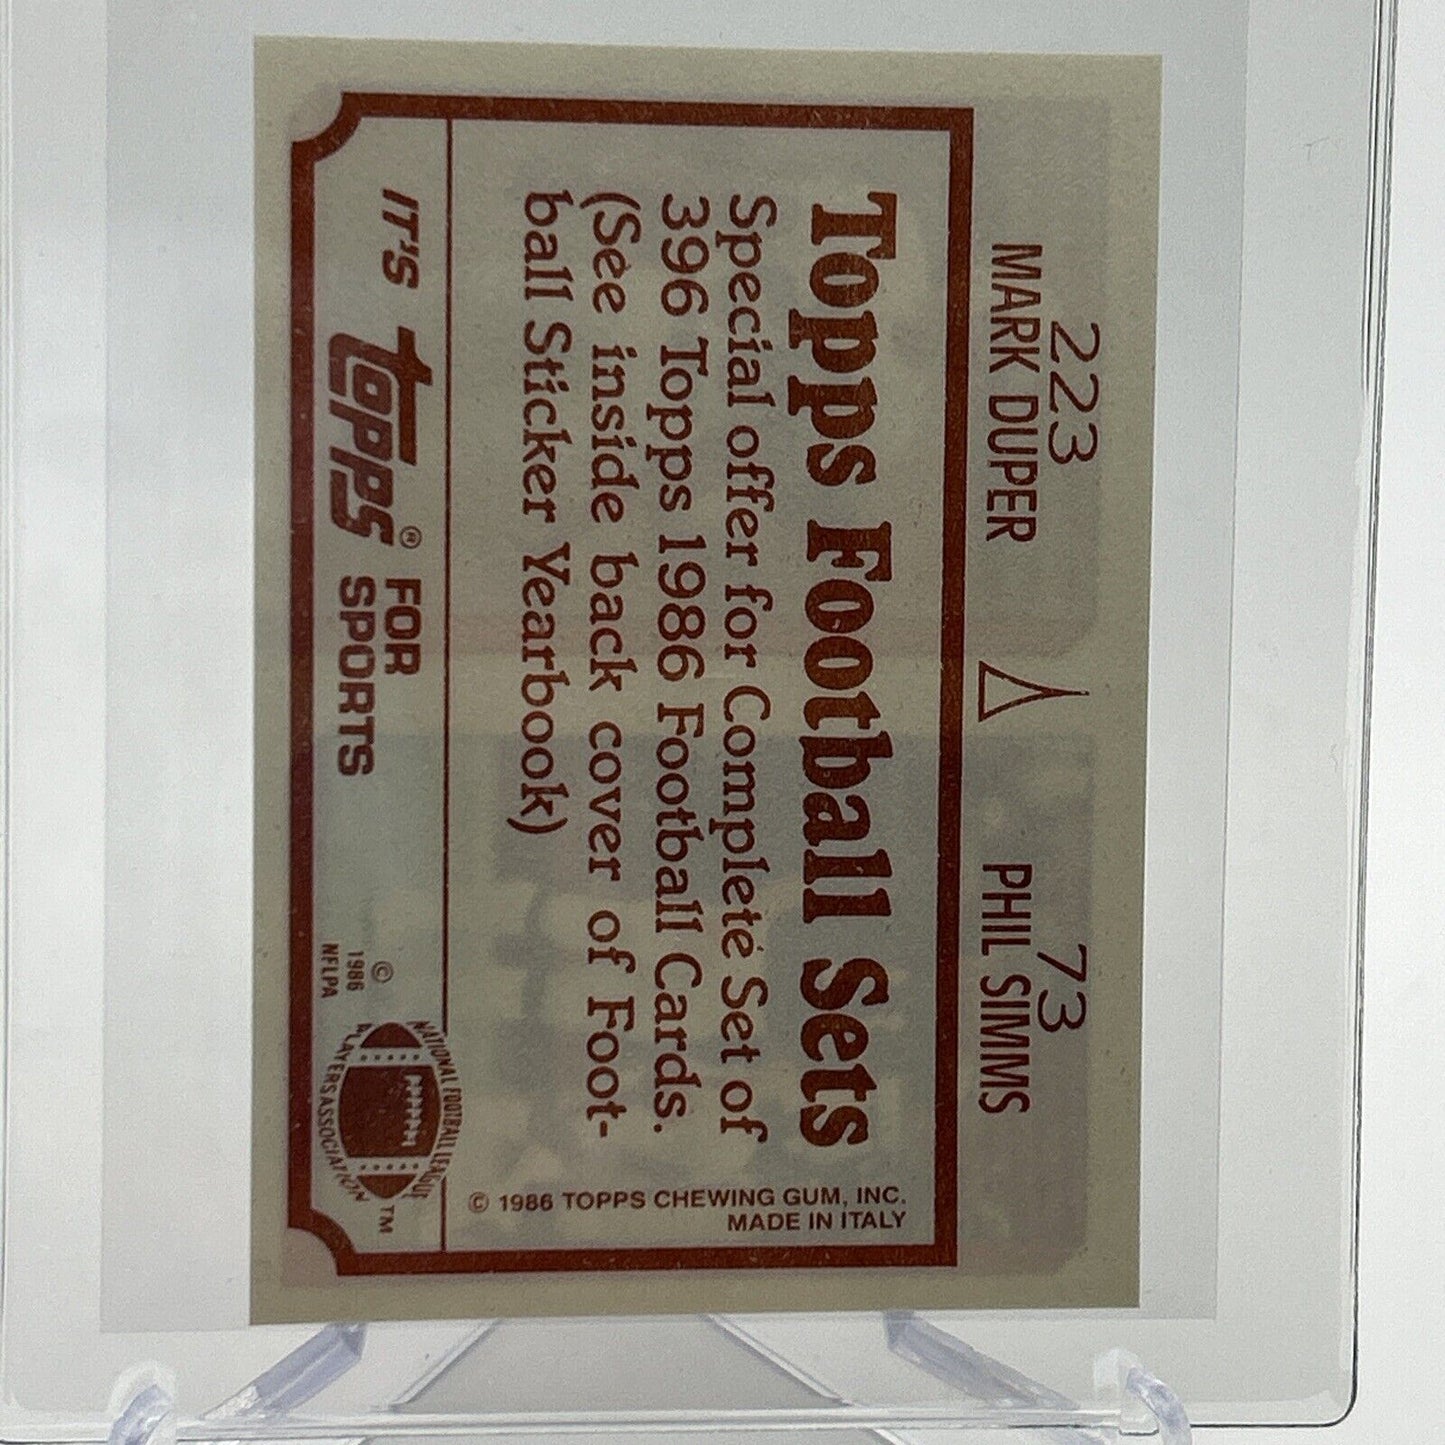 223 73
MARK DUPER PHIL SIMMS
Topps Football Sets
Special offer for Complete Set of
396 Topps 1986 Football Cards.
(See inside back cover of Foot-
ball Sticker Yearbook)
© 1986 TOPPS CHEWING GUM, INC.
MADE IN ITALY
IT'S Topps® FOR
SPORTS
©
1986
NFLPA
NATIONAL FOOTBALL LEAGUE
PLAYERS ASSOCIATION
TM